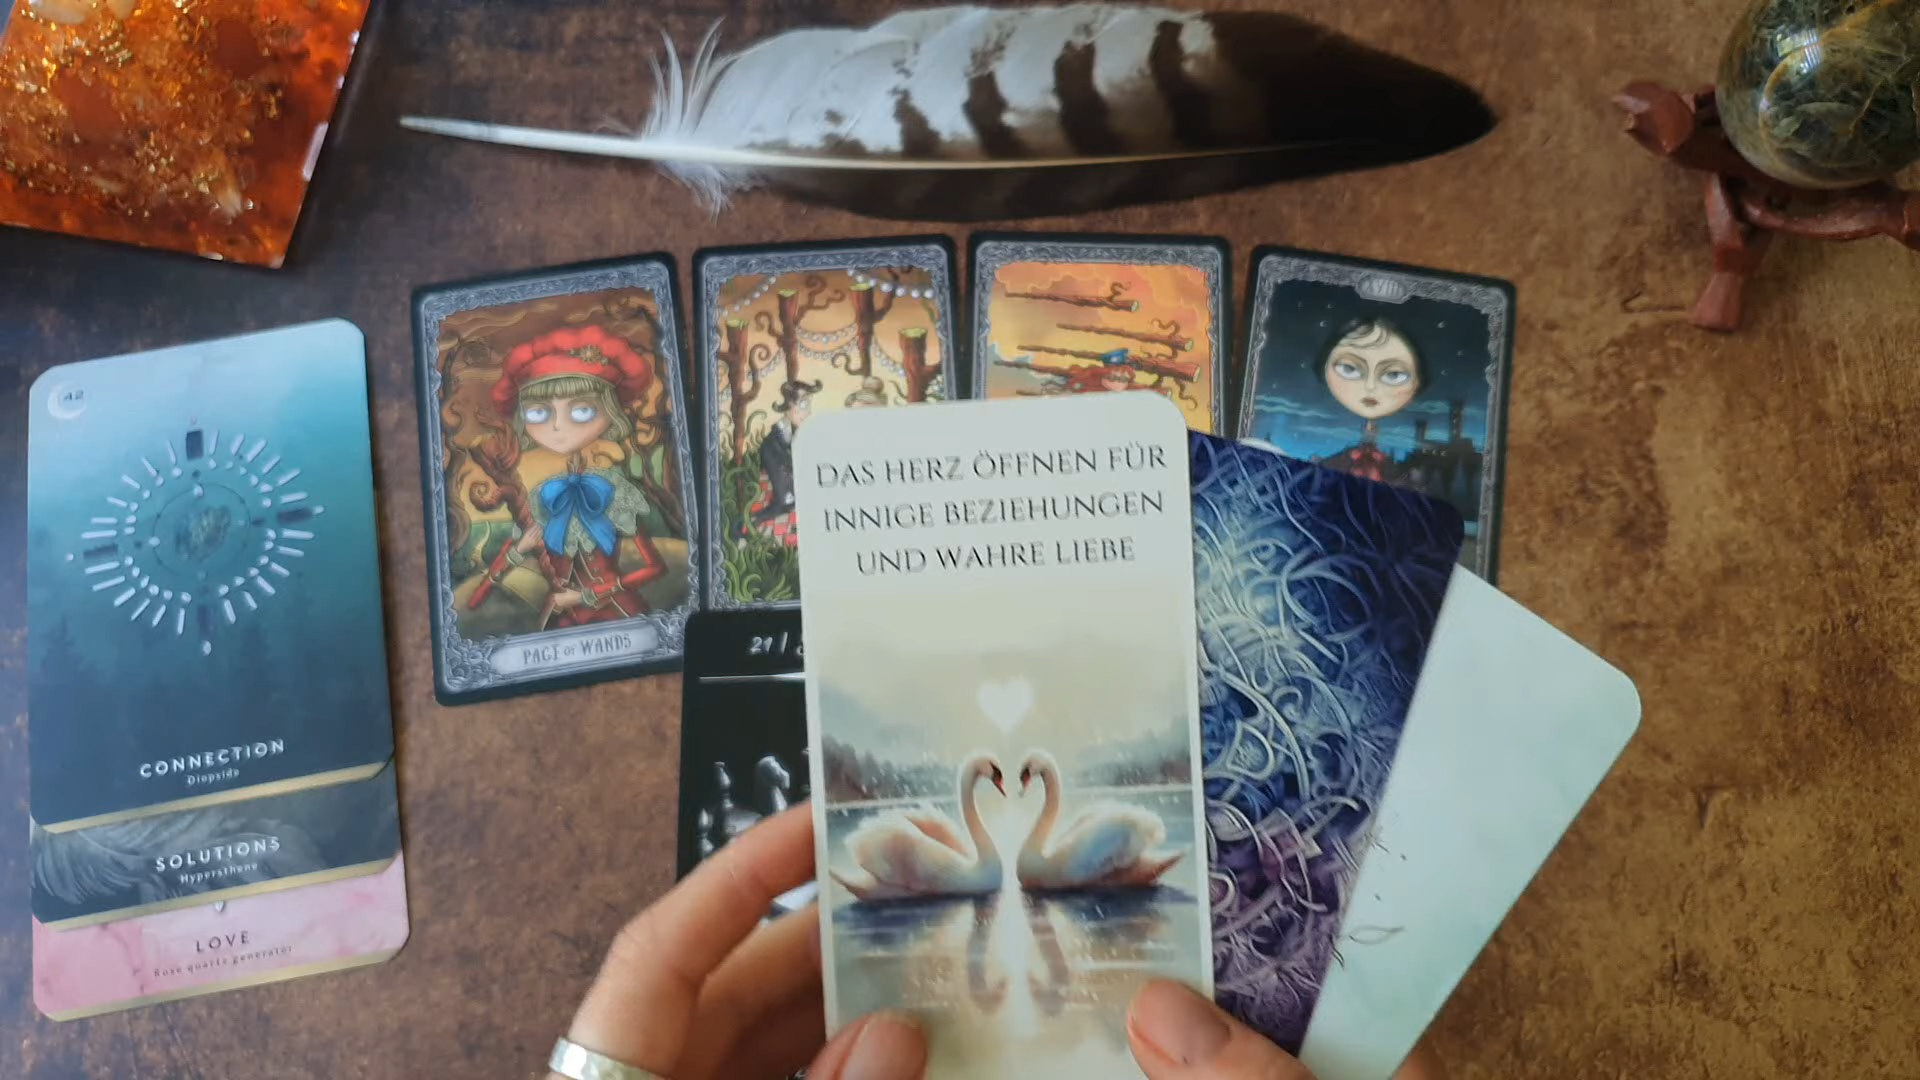 42
CONNECTION
Diopside
SOLUTIONS
Hypersthene
LOVE
Rose quartz generator
PAGE OF WANDS
XVIII
21 /
DAS HERZ ÖFFNEN FÜR
INNIGE BEZIEHUNGEN
UND WAHRE LIEBE